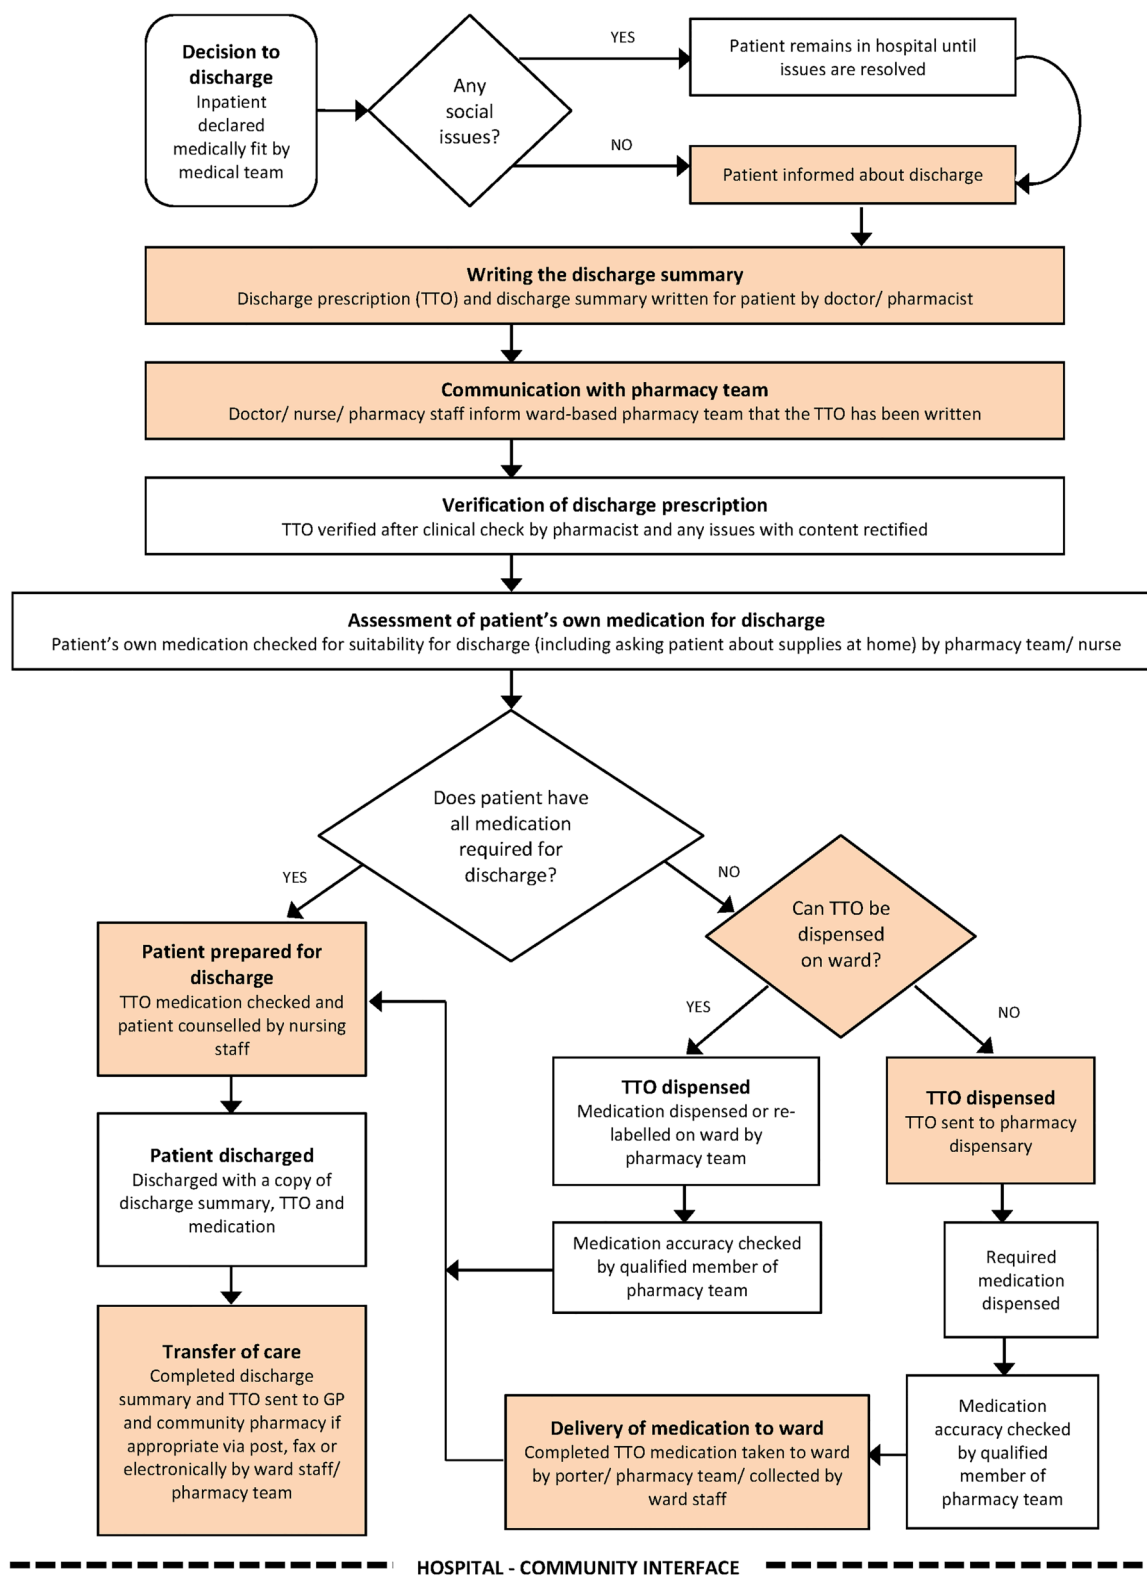 Decision to
discharge
Inpatient
declared
medically fit by
medical team
Any
social
issues?
YES
Patient remains in hospital until
issues are resolved
NO
Patient informed about discharge
Writing the discharge summary
Discharge prescription (TTO) and discharge summary written for patient by doctor/ pharmacist
Communication with pharmacy team
Doctor/ nurse/ pharmacy staff inform ward-based pharmacy team that the TTO has been written
Verification of discharge prescription
TTO verified after clinical check by pharmacist and any issues with content rectified
Assessment of patient’s own medication for discharge
Patient’s own medication checked for suitability for discharge (including asking patient about supplies at home) by pharmacy team/ nurse
Does patient have
all medication
required for
discharge?
YES
NO
Can TTO be
dispensed
on ward?
YES
NO
Patient prepared for
discharge
TTO medication checked and
patient counselled by nursing
staff
Patient discharged
Discharged with a copy of
discharge summary, TTO and
medication
Transfer of care
Completed discharge
summary and TTO sent to GP
and community pharmacy if
appropriate via post, fax or
electronically by ward staff/
pharmacy team
TTO dispensed
Medication dispensed or re-
labelled on ward by
pharmacy team
Medication accuracy checked
by qualified member of
pharmacy team
TTO dispensed
TTO sent to pharmacy
dispensary
Required
medication
dispensed
Medication
accuracy checked
by qualified
member of
pharmacy team
Delivery of medication to ward
Completed TTO medication taken to ward
by porter/ pharmacy team/ collected by
ward staff
HOSPITAL - COMMUNITY INTERFACE